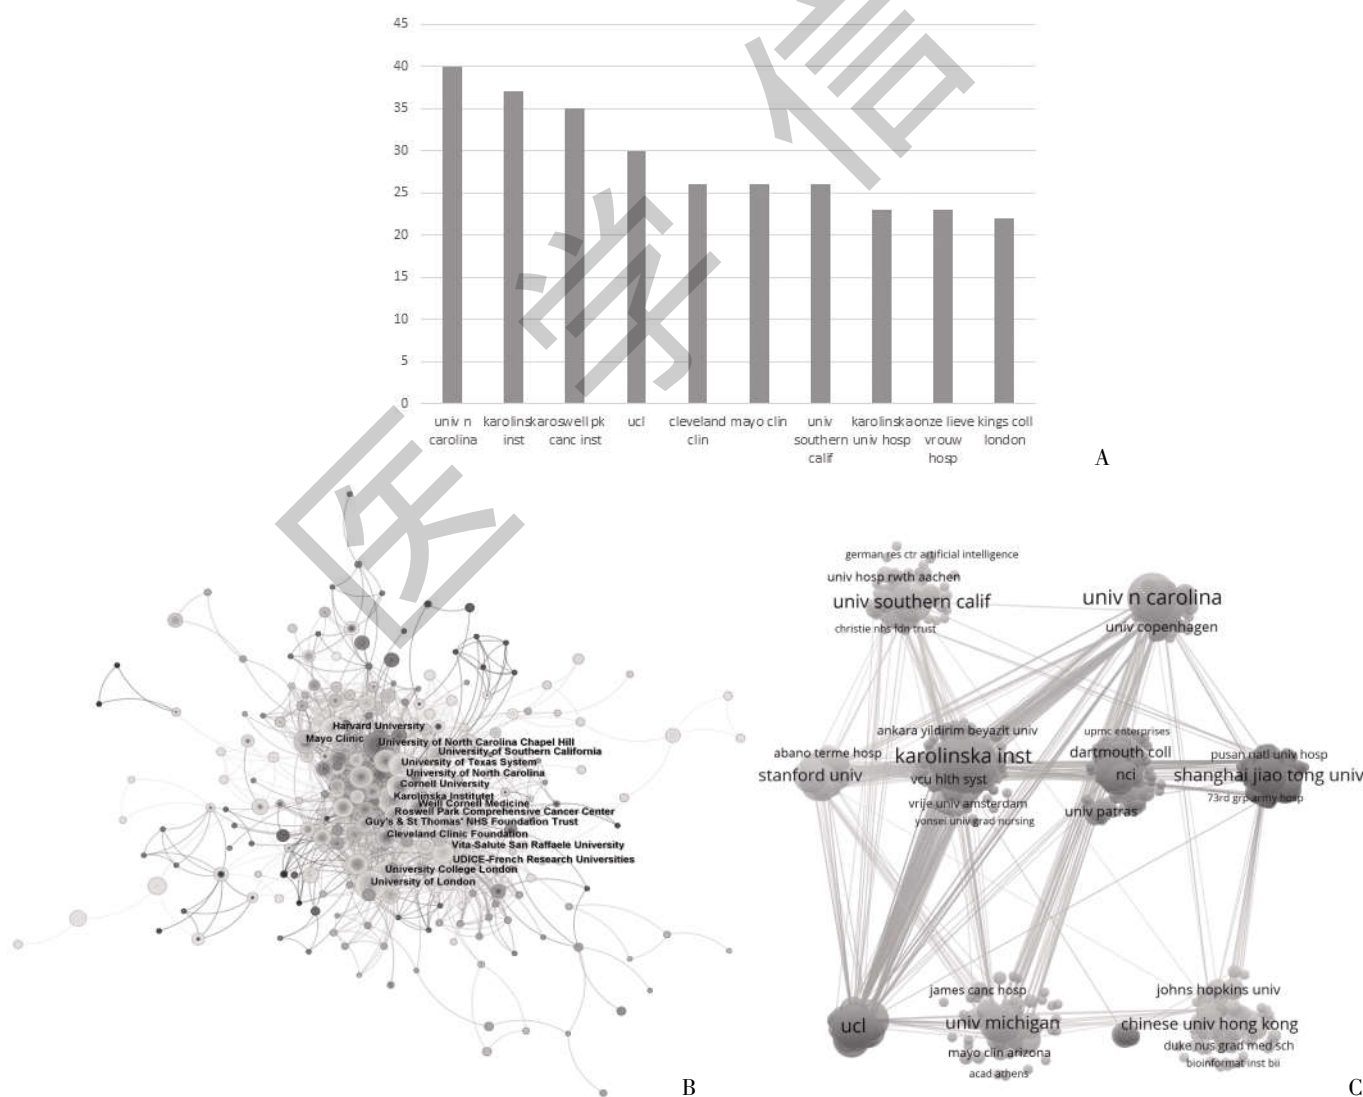 45
40
35
30
25
20
15
10
5
0
univ n carolina
karolinska inst
roswell pk canc inst
ucl
cleveland clin
mayo clin
univ southern calif
karolinska univ hosp
onze lieve vrouw hosp
kings coll london
A
医学信
Harvard University
Mayo Clinic
University of North Carolina Chapel Hill
University of Southern California
University of Texas System
University of North Carolina
Cornell University
Karolinska Institutet
Weill Cornell Medicine
Roswell Park Comprehensive Cancer Center
Guy's & St Thomas' NHS Foundation Trust
Cleveland Clinic Foundation
Vita-Salute San Raffaele University
UDICE-French Research Universities
University College London
University of London
B
german res ctr artificial intelligence
univ hosp rwth aachen
univ southern calif
christie nhs fdn trust
univ n carolina
univ copenhagen
ankara yildirim beyazit univ
karolinska inst
vcu hlth syst
vrije univ amsterdam
yonsei univ grad nursing
abano terme hosp
stanford univ
upmc enterprises
dartmouth coll
nci
univ patras
pusan natl univ hosp
shanghai jiao tong univ
73rd grp army hosp
ucl
james canc hosp
univ michigan
mayo clin arizona
acad athens
johns hopkins univ
chinese univ hong kong
duke nus grad med sch
bioinformat inst bii
C